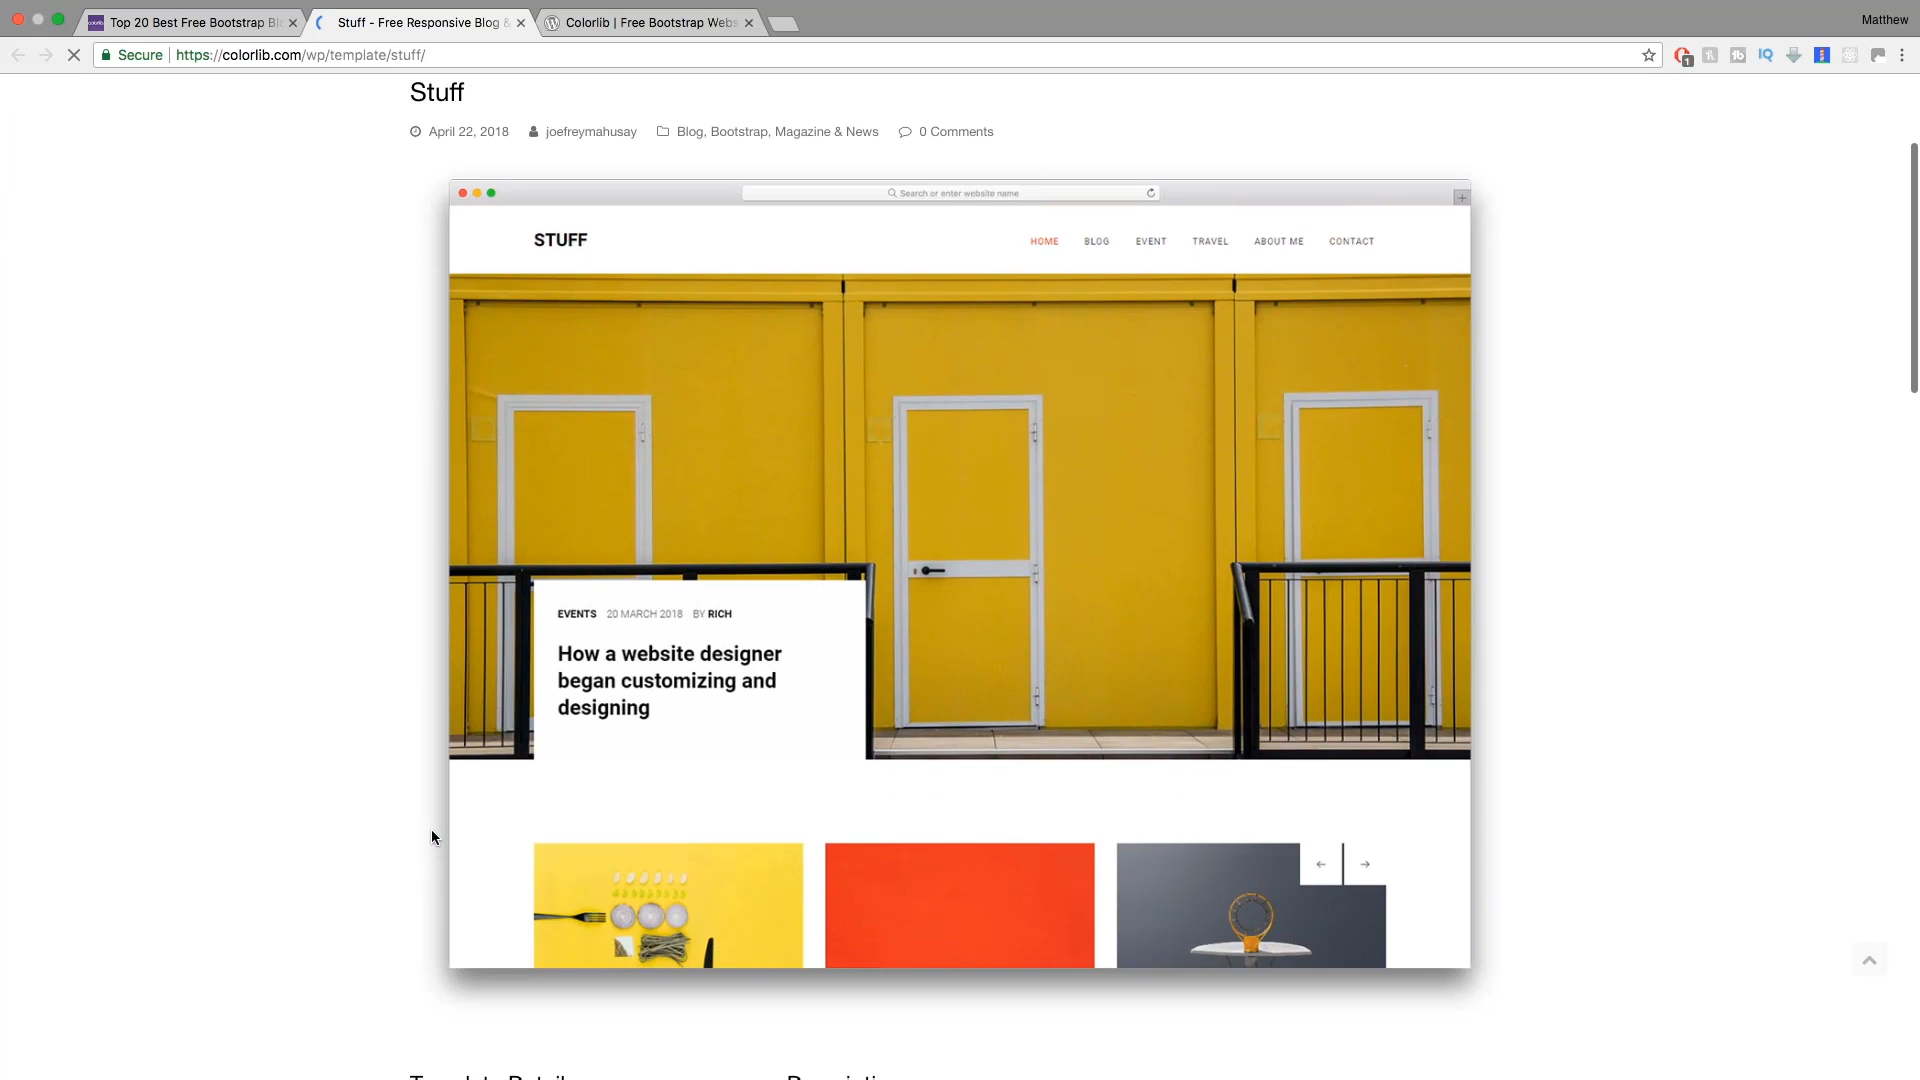 Matthew
Top 20 Best Free Bootstrap Bl
Stuff - Free Responsive Blog &
Colorlib | Free Bootstrap Webs
Secure
https://colorlib.com/wp/template/stuff/
1
Stuff
April 22, 2018
joefreymahusay
Blog, Bootstrap, Magazine & News
0 Comments
Search or enter website name
STUFF
HOME BLOG EVENT TRAVEL ABOUT ME CONTACT
EVENTS 20 MARCH 2018 BY RICH
How a website designer
began customizing and
designing